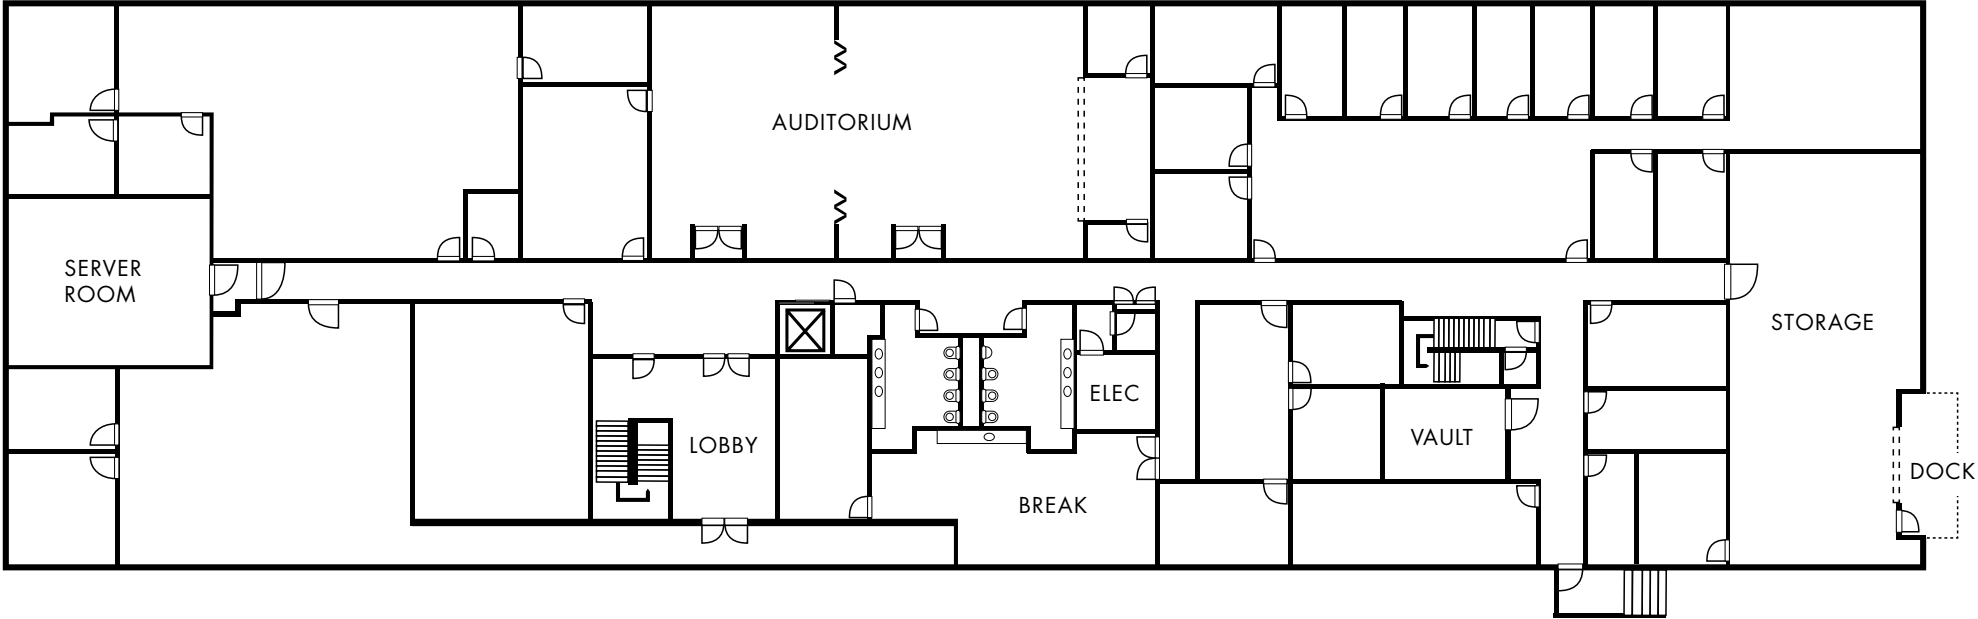 AUDITORIUM
SERVER
ROOM
STORAGE
ELEC
LOBBY
VAULT
DOCK
BREAK